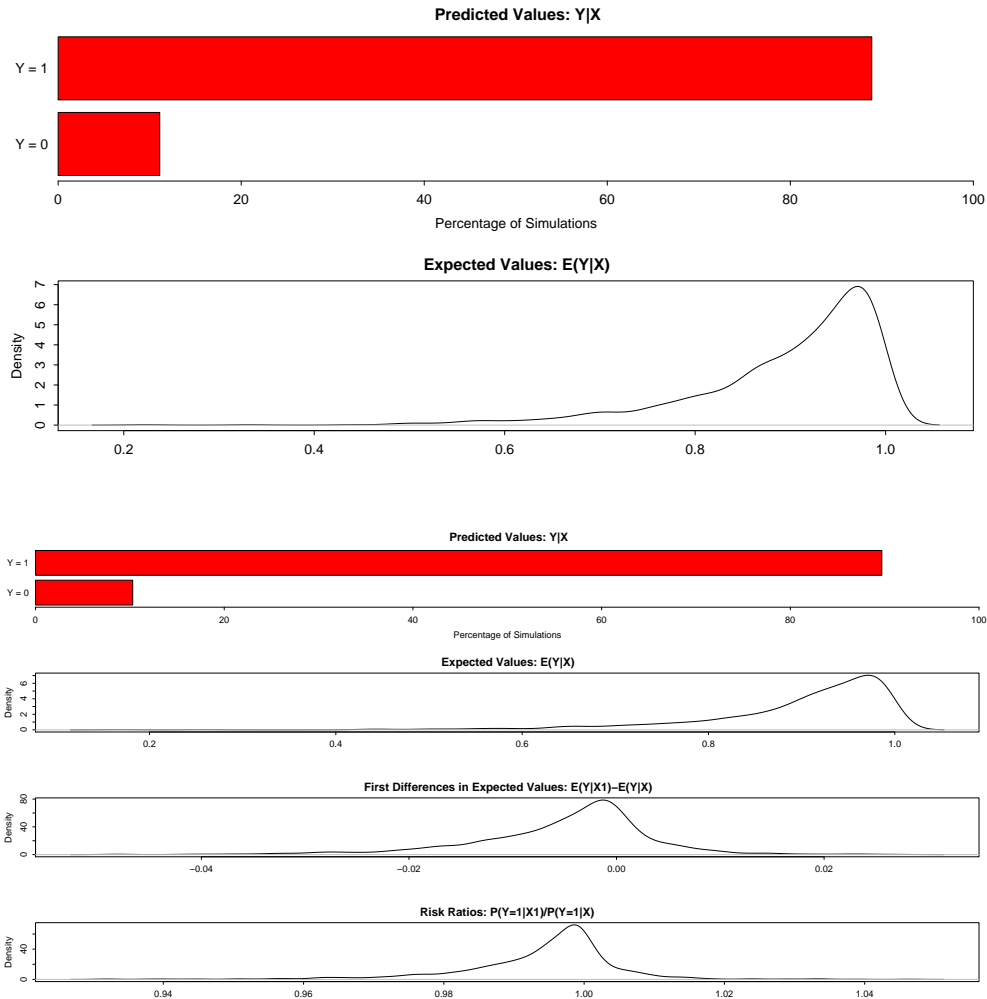 Predicted Values: Y|X
Y = 1
Y = 0
0 20 40 60 80 100
Percentage of Simulations
Expected Values: E(Y|X)
Density
7
6
5
4
3
2
1
0
0.2 0.4 0.6 0.8 1.0
Predicted Values: Y|X
Y = 1
Y = 0
0 20 40 60 80 100
Percentage of Simulations
Expected Values: E(Y|X)
Density
6
4
2
0
0.2 0.4 0.6 0.8 1.0
First Differences in Expected Values: E(Y|X1)−E(Y|X)
Density
80
40
0
−0.04 −0.02 0.00 0.02
Risk Ratios: P(Y=1|X1)/P(Y=1|X)
Density
40
0
0.94 0.96 0.98 1.00 1.02 1.04